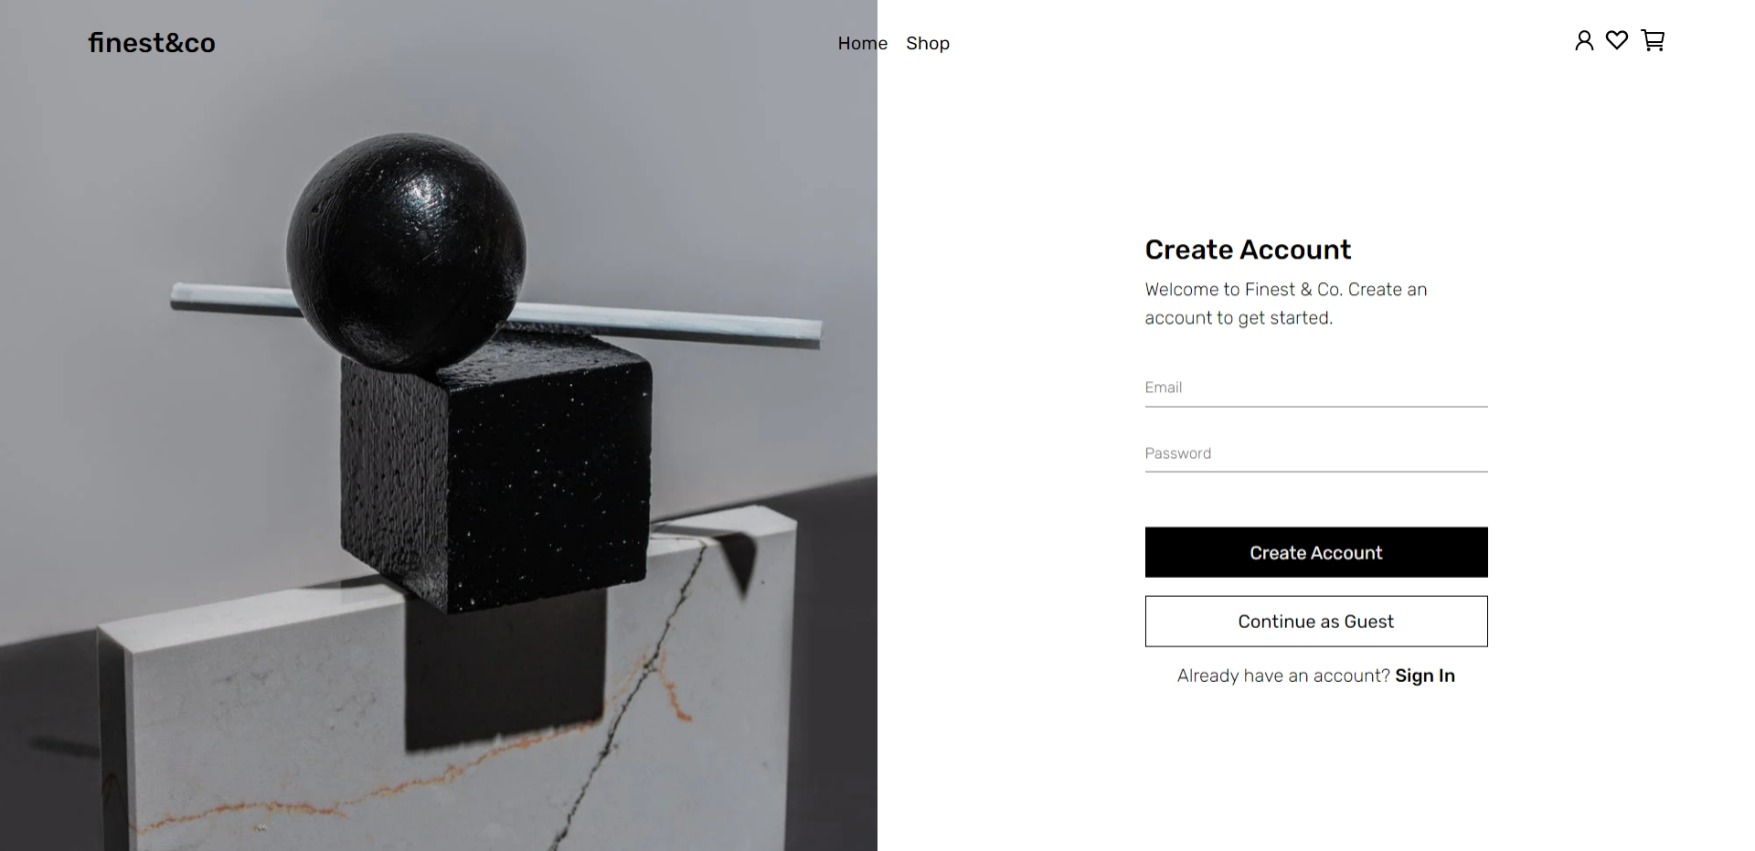 finest&co
Home Shop
Create Account
Welcome to Finest & Co. Create an
account to get started.
Email
Password
Create Account
Continue as Guest
Already have an account? Sign In